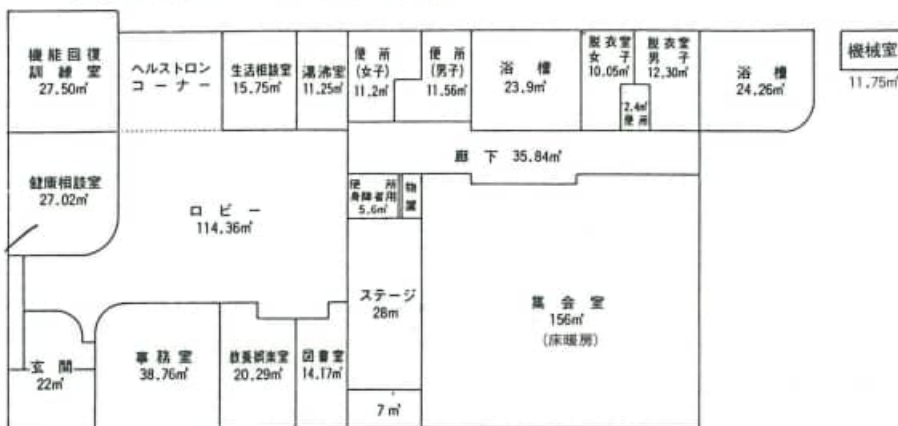 機能回復
訓練室
27.50㎡
ヘルストロン
コーナー
生活相談室
15.75㎡
湯沸室
11.25㎡
便所
(女子)
11.2㎡
便所
(男子)
11.56㎡
浴槽
23.9㎡
脱衣室
女子
10.05㎡
脱衣室
男子
12.30㎡
2.4㎡
便所
浴槽
24.26㎡
機械室
11.75㎡
廊下 35.84㎡
健康相談室
27.02㎡
ロビー
114.36㎡
便所
身障者用
5.6㎡
物置
ステージ
28m
集会室
156㎡
(床暖房)
玄関
22㎡
事務室
38.76㎡
教養娯楽室
20.29㎡
図書室
14.17㎡
7㎡